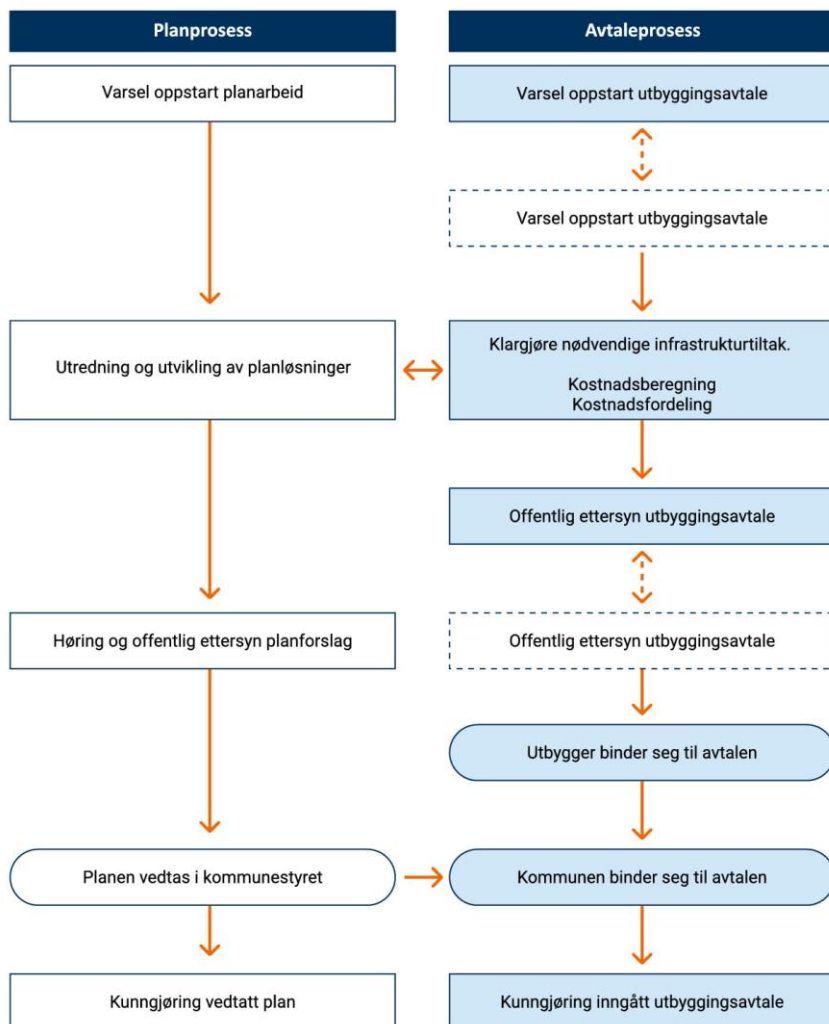 Planprosess
Avtaleprosess
Varsel oppstart planarbeid
Varsel oppstart utbyggingsavtale
Varsel oppstart utbyggingsavtale
Utredning og utvikling av planløsninger
Klargjøre nødvendige infrastrukturtiltak.
Kostnadsberegning
Kostnadsfordeling
Offentlig ettersyn utbyggingsavtale
Høring og offentlig ettersyn planforslag
Offentlig ettersyn utbyggingsavtale
Utbygger binder seg til avtalen
Planen vedtas i kommunestyret
Kommunen binder seg til avtalen
Kunngjøring vedtatt plan
Kunngjøring inngått utbyggingsavtale